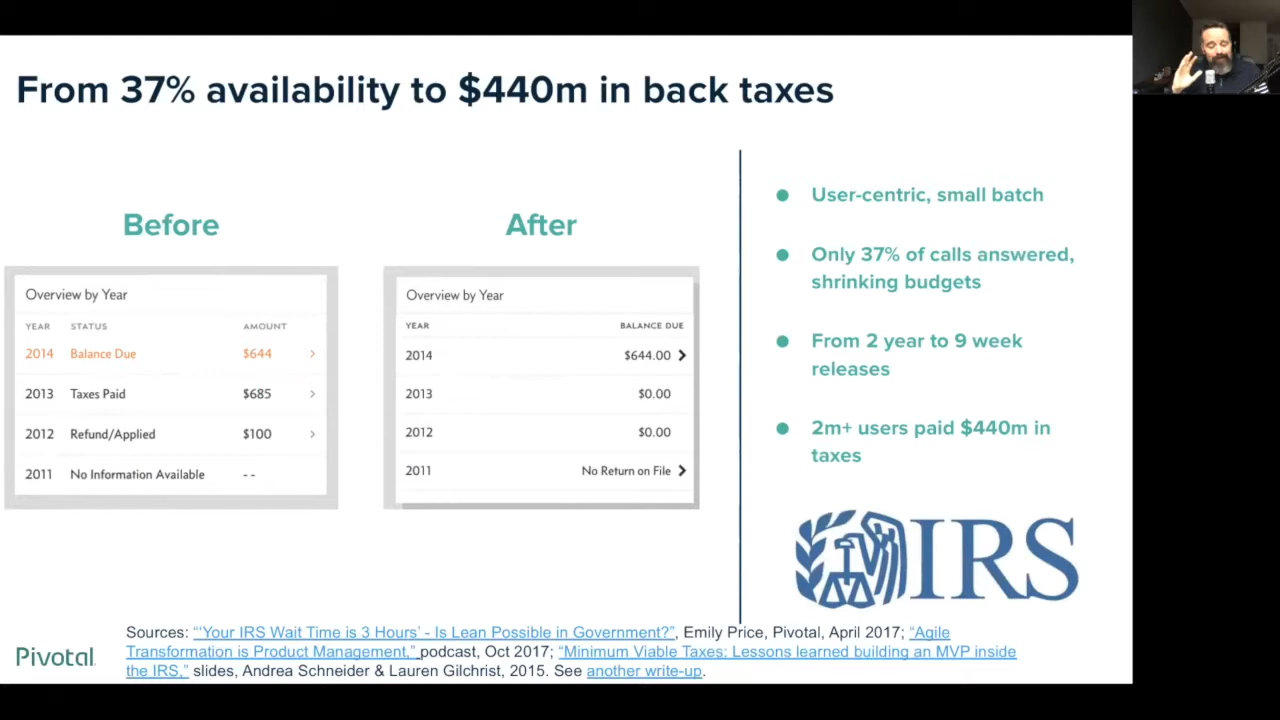 From 37% availability to $440m in back taxes
Before
Overview by Year
YEAR STATUS AMOUNT
2014 Balance Due $644 >
2013 Taxes Paid $685 >
2012 Refund/Applied $100 >
2011 No Information Available --
After
Overview by Year
YEAR BALANCE DUE
2014 $644.00 >
2013 $0.00
2012 $0.00
2011 No Return on File >
● User-centric, small batch
● Only 37% of calls answered,
shrinking budgets
● From 2 year to 9 week
releases
● 2m+ users paid $440m in
taxes
IRS
Sources: “‘Your IRS Wait Time is 3 Hours’ - Is Lean Possible in Government?”, Emily Price, Pivotal, April 2017; “Agile
Transformation is Product Management,” podcast, Oct 2017; “Minimum Viable Taxes: Lessons learned building an MVP inside
the IRS,” slides, Andrea Schneider & Lauren Gilchrist, 2015. See another write-up.
Pivotal